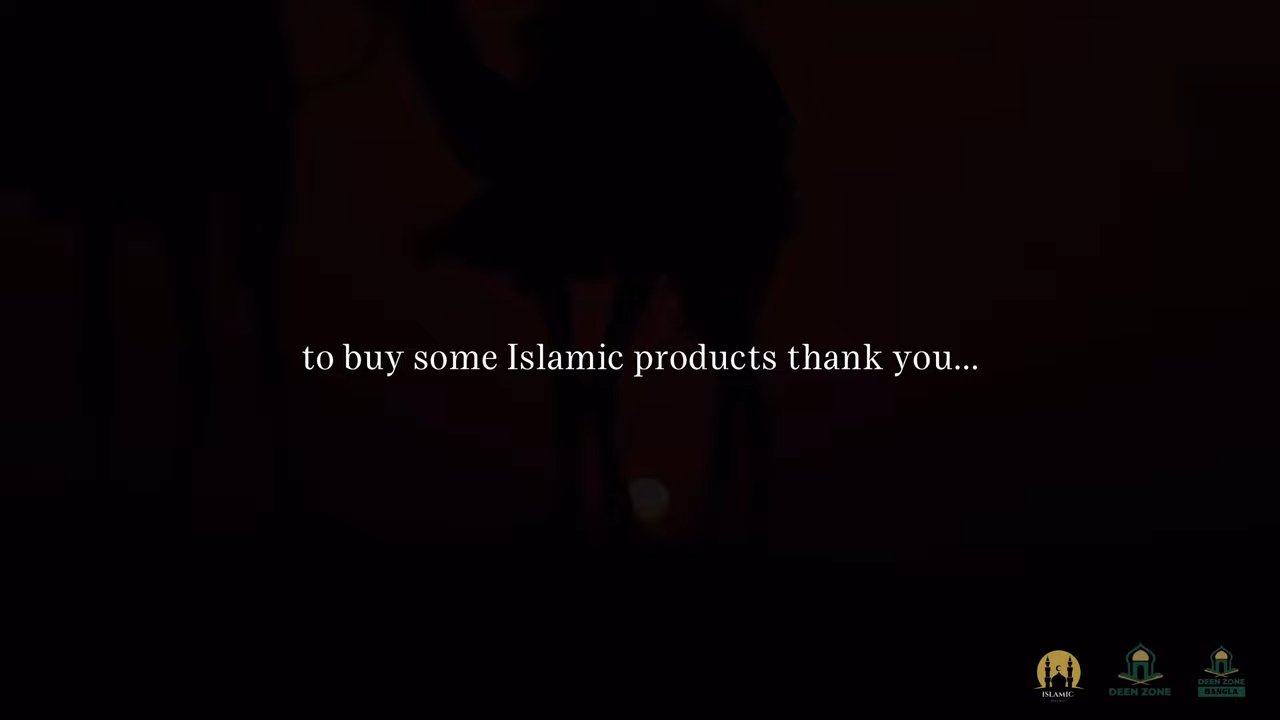 to buy some Islamic products thank you...
ISLAMIC
DEEN ZONE
DEEN ZONE
BANGLA